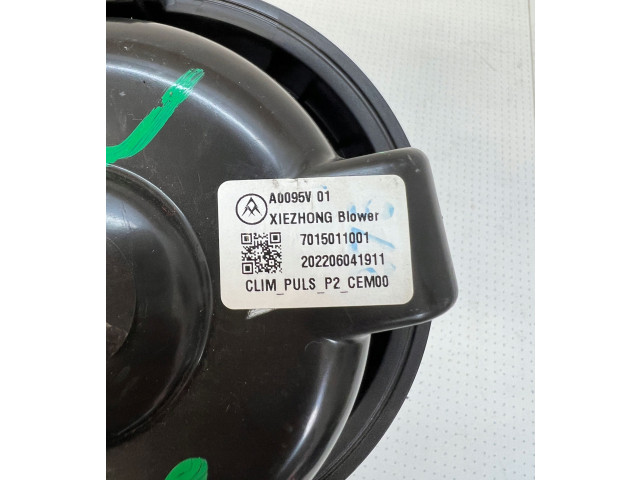 A0095V 01
XIEZHONG Blower
7015011001
202206041911
CLIM_PULS_P2_CEM00